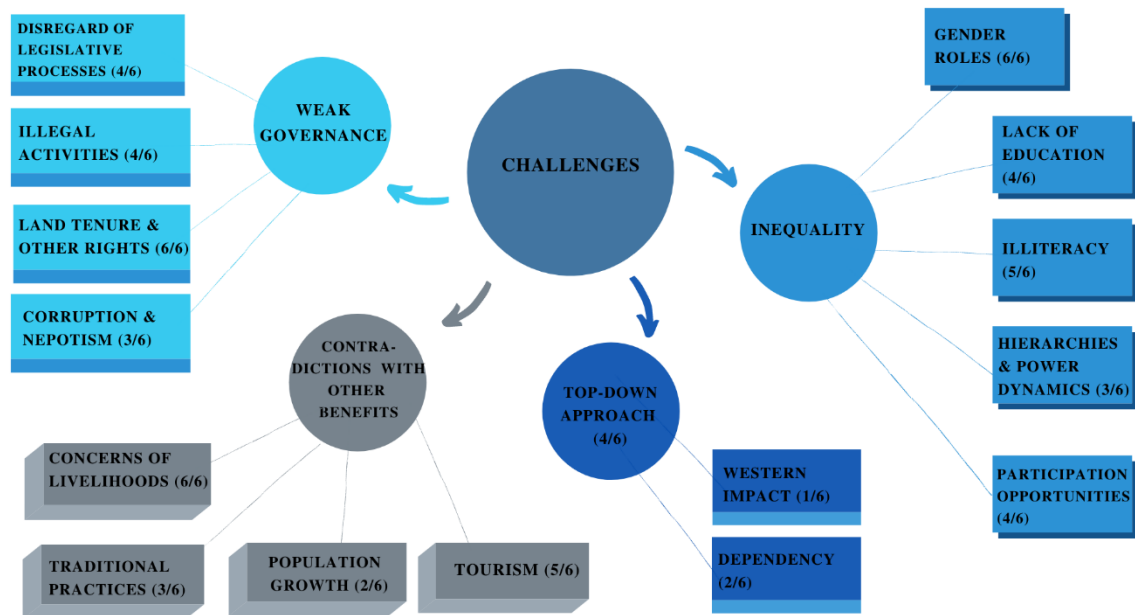 CHALLENGES
WEAK
GOVERNANCE
DISREGARD OF
LEGISLATIVE
PROCESSES (4/6)
ILLEGAL
ACTIVITIES (4/6)
LAND TENURE &
OTHER RIGHTS (6/6)
CORRUPTION &
NEPOTISM (3/6)
CONTRA-
DICTIONS WITH
OTHER
BENEFITS
CONCERNS OF
LIVELIHOODS (6/6)
TRADITIONAL
PRACTICES (3/6)
POPULATION
GROWTH (2/6)
TOURISM (5/6)
TOP-DOWN
APPROACH
(4/6)
WESTERN
IMPACT (1/6)
DEPENDENCY
(2/6)
INEQUALITY
GENDER
ROLES (6/6)
LACK OF
EDUCATION
(4/6)
ILLITERACY
(5/6)
HIERARCHIES
& POWER
DYNAMICS (3/6)
PARTICIPATION
OPPORTUNITIES
(4/6)